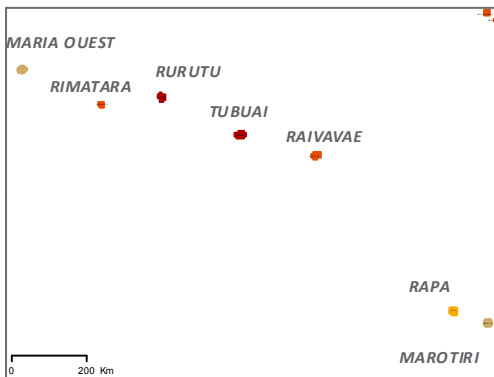 MARIA OUEST
RURUTU
RIMATARA
TUBUAI
RAIVAVAE
RAPA
MAROTIRI
0 200 Km